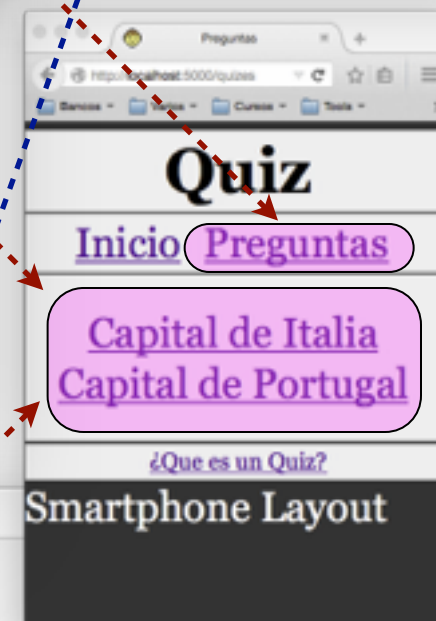 Preguntas
http://localhost:5000/quizes
Bancos Varios Cursos Tools
Quiz
Inicio Preguntas
Capital de Italia
Capital de Portugal
¿Que es un Quiz?
Smartphone Layout